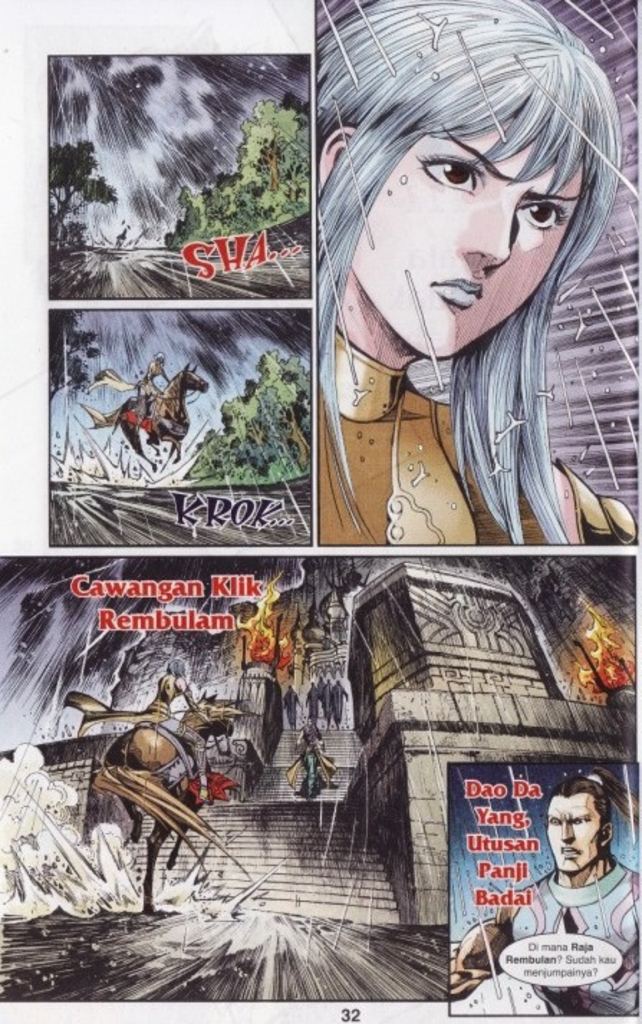 SHA...
KROK...
Cawangan Klik
Rembulam
Dao Da
Yang,
Utusan
Panji
Badai
Di mana Raja
Rembulan? Sudah kau
menjumpainya?
32